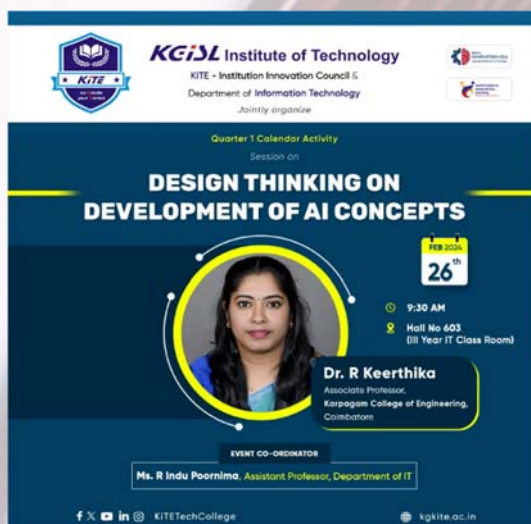 KGiSL Institute of Technology
KiTE - Institution Innovation Council &
Department of Information Technology
Jointly organize
KiTE
Quarter 1 Calendar Activity
Session on
DESIGN THINKING ON
DEVELOPMENT OF AI CONCEPTS
FEB 2024
26th
9:30 AM
Hall No 603
(III Year IT Class Room)
Dr. R Keerthika
Associate Professor,
Karpagam College of Engineering,
Coimbatore
EVENT CO-ORDINATOR
Ms. R Indu Poornima, Assistant Professor, Department of IT
KiTETechCollege
kgkite.ac.in